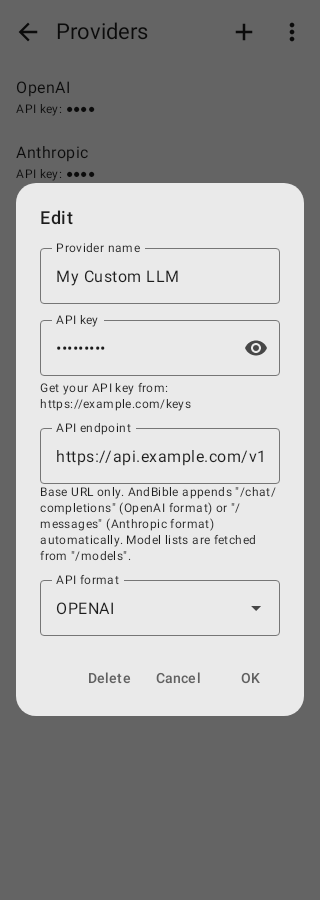 Providers
OpenAI
API key: ●●●●
Anthropic
API key: ●●●●
Edit
Provider name
My Custom LLM
API key
•••••••••
Get your API key from:
https://example.com/keys
API endpoint
https://api.example.com/v1
Base URL only. AndBible appends "/chat/
completions" (OpenAI format) or "/
messages" (Anthropic format)
automatically. Model lists are fetched
from "/models".
API format
OPENAI
Delete Cancel OK